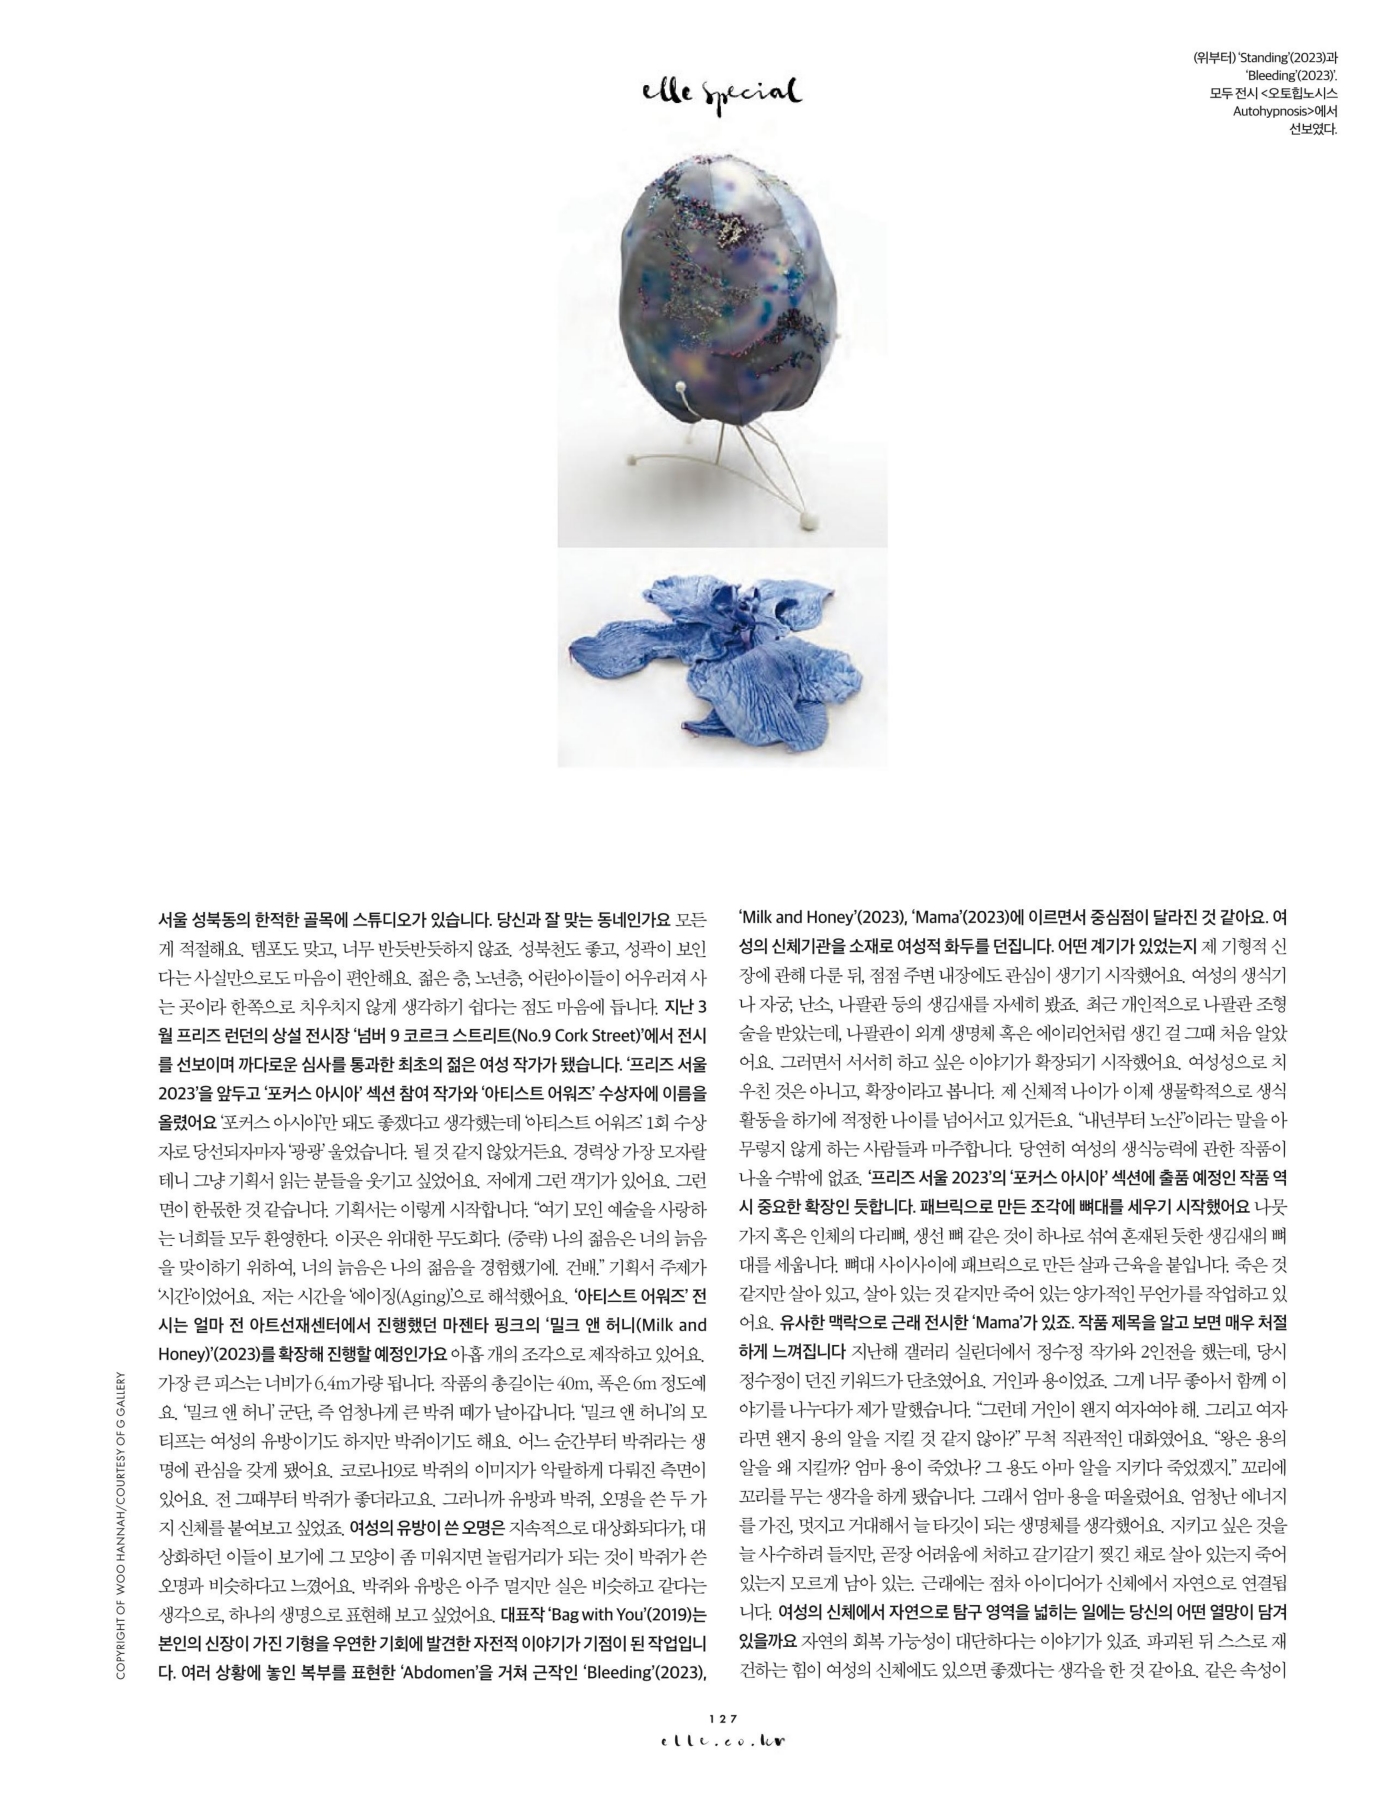 elle special
(위부터) ‘Standing’(2023)과
‘Bleeding’(2023)’.
모두 전시 <오토힙노시스
Autohypnosis>에서
선보였다.
서울 성북동의 한적한 골목에 스튜디오가 있습니다. 당신과 잘 맞는 동네인가요 모든
게 적절해요. 템포도 맞고, 너무 반듯반듯하지 않죠. 성북천도 좋고, 성곽이 보인
다는 사실만으로도 마음이 편안해요. 젊은 층, 노년층, 어린아이들이 어우러져 사
는 곳이라 한쪽으로 치우치지 않게 생각하기 쉽다는 점도 마음에 듭니다. 지난 3
월 프리즈 런던의 상설 전시장 ‘넘버 9 코르크 스트리트(No.9 Cork Street)’에서 전시
를 선보이며 까다로운 심사를 통과한 최초의 젊은 여성 작가가 됐습니다. ‘프리즈 서울
2023’을 앞두고 ‘포커스 아시아’ 섹션 참여 작가와 ‘아티스트 어워즈’ 수상자에 이름을
올렸어요 ‘포커스 아시아’만 돼도 좋겠다고 생각했는데 ‘아티스트 어워즈’ 1회 수상
자로 당선되자마자 ‘광광’ 울었습니다. 될 것 같지 않았거든요. 경력상 가장 모자랄
테니 그냥 기획서 읽는 분들을 웃기고 싶었어요. 저에게 그런 객기가 있어요. 그런
면이 한몫한 것 같습니다. 기획서는 이렇게 시작합니다. “여기 모인 예술을 사랑하
는 너희들 모두 환영한다. 이곳은 위대한 무도회다. (중략) 나의 젊음은 너의 늙음
을 맞이하기 위하여, 너의 늙음은 나의 젊음을 경험했기에. 건배.” 기획서 주제가
‘시간’이었어요. 저는 시간을 ‘에이징(Aging)’으로 해석했어요. ‘아티스트 어워즈’ 전
시는 얼마 전 아트선재센터에서 진행했던 마젠타 핑크의 ‘밀크 앤 허니(Milk and
Honey)’(2023)를 확장해 진행할 예정인가요 아홉 개의 조각으로 제작하고 있어요.
가장 큰 피스는 너비가 6.4m가량 됩니다. 작품의 총길이는 40m, 폭은 6m 정도예
요. ‘밀크 앤 허니’ 군단, 즉 엄청나게 큰 박쥐 떼가 날아갑니다. ‘밀크 앤 허니’의 모
티프는 여성의 유방이기도 하지만 박쥐이기도 해요. 어느 순간부터 박쥐라는 생
명에 관심을 갖게 됐어요. 코로나19로 박쥐의 이미지가 악랄하게 다뤄진 측면이
있어요. 전 그때부터 박쥐가 좋더라고요. 그러니까 유방과 박쥐, 오명을 쓴 두 가
지 신체를 붙여보고 싶었죠. 여성의 유방이 쓴 오명은 지속적으로 대상화되다가, 대
상화하던 이들이 보기에 그 모양이 좀 미워지면 놀림거리가 되는 것이 박쥐가 쓴
오명과 비슷하다고 느꼈어요. 박쥐와 유방은 아주 멀지만 실은 비슷하고 같다는
생각으로, 하나의 생명으로 표현해 보고 싶었어요. 대표작 ‘Bag with You’(2019)는
본인의 신장이 가진 기형을 우연한 기회에 발견한 자전적 이야기가 기점이 된 작업입니
다. 여러 상황에 놓인 복부를 표현한 ‘Abdomen’을 거쳐 근작인 ‘Bleeding’(2023),
‘Milk and Honey’(2023), ‘Mama’(2023)에 이르면서 중심점이 달라진 것 같아요. 여
성의 신체기관을 소재로 여성적 화두를 던집니다. 어떤 계기가 있었는지 제 기형적 신
장에 관해 다룬 뒤, 점점 주변 내장에도 관심이 생기기 시작했어요. 여성의 생식기
나 자궁, 난소, 나팔관 등의 생김새를 자세히 봤죠. 최근 개인적으로 나팔관 조형
술을 받았는데, 나팔관이 외계 생명체 혹은 에이리언처럼 생긴 걸 그때 처음 알았
어요. 그러면서 서서히 하고 싶은 이야기가 확장되기 시작했어요. 여성성으로 치
우친 것은 아니고, 확장이라고 봅니다. 제 신체적 나이가 이제 생물학적으로 생식
활동을 하기에 적정한 나이를 넘어서고 있거든요. “내년부터 노산”이라는 말을 아
무렇지 않게 하는 사람들과 마주합니다. 당연히 여성의 생식능력에 관한 작품이
나올 수밖에 없죠. ‘프리즈 서울 2023’의 ‘포커스 아시아’ 섹션에 출품 예정인 작품 역
시 중요한 확장인 듯합니다. 패브릭으로 만든 조각에 뼈대를 세우기 시작했어요 나뭇
가지 혹은 인체의 다리뼈, 생선 뼈 같은 것이 하나로 섞여 혼재된 듯한 생김새의 뼈
대를 세웁니다. 뼈대 사이사이에 패브릭으로 만든 살과 근육을 붙입니다. 죽은 것
같지만 살아 있고, 살아 있는 것 같지만 죽어 있는 양가적인 무언가를 작업하고 있
어요. 유사한 맥락으로 근래 전시한 ‘Mama’가 있죠. 작품 제목을 알고 보면 매우 처절
하게 느껴집니다 지난해 갤러리 실린더에서 정수정 작가와 2인전을 했는데, 당시
정수정이 던진 키워드가 단초였어요. 거인과 용이었죠. 그게 너무 좋아서 함께 이
야기를 나누다가 제가 말했습니다. “그런데 거인이 왠지 여자여야 해. 그리고 여자
라면 왠지 용의 알을 지킬 것 같지 않아?” 무척 직관적인 대화였어요. “왕은 용의
알을 왜 지킬까? 엄마 용이 죽었나? 그 용도 아마 알을 지키다 죽었겠지.” 꼬리에
꼬리를 무는 생각을 하게 됐습니다. 그래서 엄마 용을 떠올렸어요. 엄청난 에너지
를 가진, 멋지고 거대해서 늘 타깃이 되는 생명체를 생각했어요. 지키고 싶은 것을
늘 사수하려 들지만, 곧장 어려움에 처하고 갈기갈기 찢긴 채로 살아 있는지 죽어
있는지 모르게 남아 있는. 근래에는 점차 아이디어가 신체에서 자연으로 연결됩
니다. 여성의 신체에서 자연으로 탐구 영역을 넓히는 일에는 당신의 어떤 열망이 담겨
있을까요 자연의 회복 가능성이 대단하다는 이야기가 있죠. 파괴된 뒤 스스로 재
건하는 힘이 여성의 신체에도 있으면 좋겠다는 생각을 한 것 같아요. 같은 속성이
COPYRIGHT OF WOO HANNAH/COURTESY OF G GALLERY
127
elle.co.kr